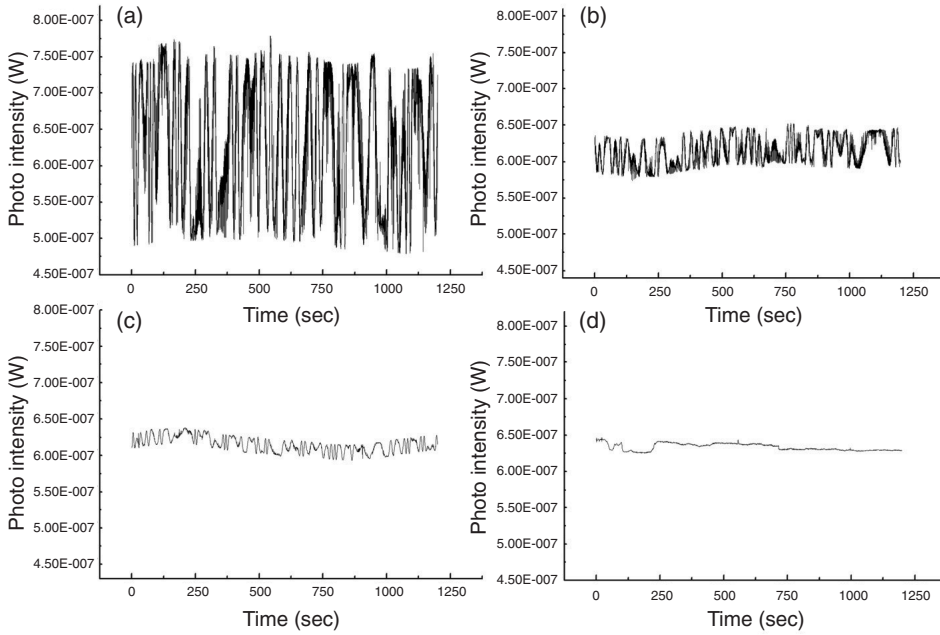 (a)
Photo intensity (W)
8.00E-007
7.50E-007
7.00E-007
6.50E-007
6.00E-007
5.50E-007
5.00E-007
4.50E-007
0 250 500 750 1000 1250
Time (sec)
(b)
Photo intensity (W)
8.00E-007
7.50E-007
7.00E-007
6.50E-007
6.00E-007
5.50E-007
5.00E-007
4.50E-007
0 250 500 750 1000 1250
Time (sec)
(c)
Photo intensity (W)
8.00E-007
7.50E-007
7.00E-007
6.50E-007
6.00E-007
5.50E-007
5.00E-007
4.50E-007
0 250 500 750 1000 1250
Time (sec)
(d)
Photo intensity (W)
8.00E-007
7.50E-007
7.00E-007
6.50E-007
6.00E-007
5.50E-007
5.00E-007
4.50E-007
0 250 500 750 1000 1250
Time (sec)